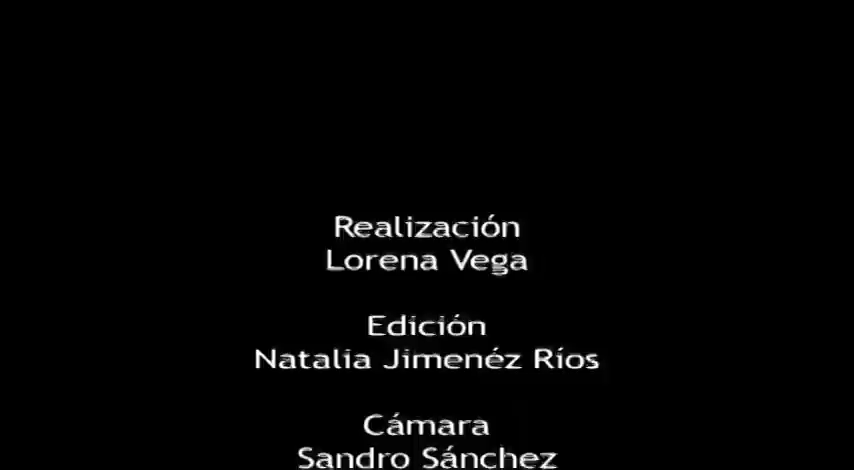 Realización
Lorena Vega
Edición
Natalia Jimenéz Ríos
Cámara
Sandro Sánchez